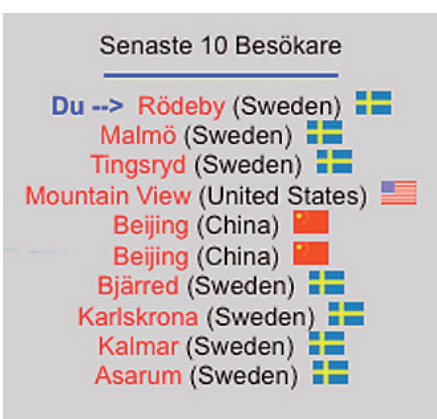 Senaste 10 Besökare
Du --> Rödeby (Sweden)
Malmö (Sweden)
Tingsryd (Sweden)
Mountain View (United States)
Beijing (China)
Beijing (China)
Bjärred (Sweden)
Karlskrona (Sweden)
Kalmar (Sweden)
Asarum (Sweden)